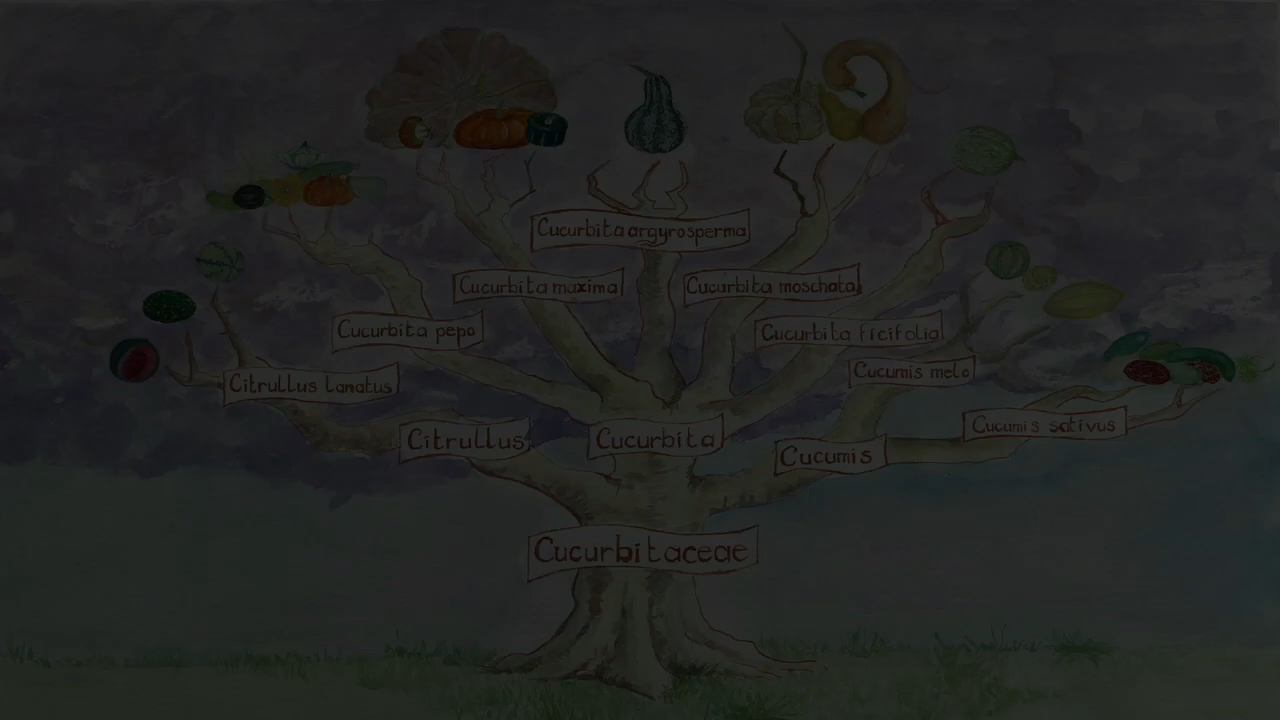 Cucurbita argyrosperma
Cucurbita maxima
Cucurbita moschata
Cucurbita pepo
Cucurbita ficifolia
Cucumis melo
Citrullus lanatus
Cucumis sativus
Citrullus
Cucurbita
Cucumis
Cucurbitaceae